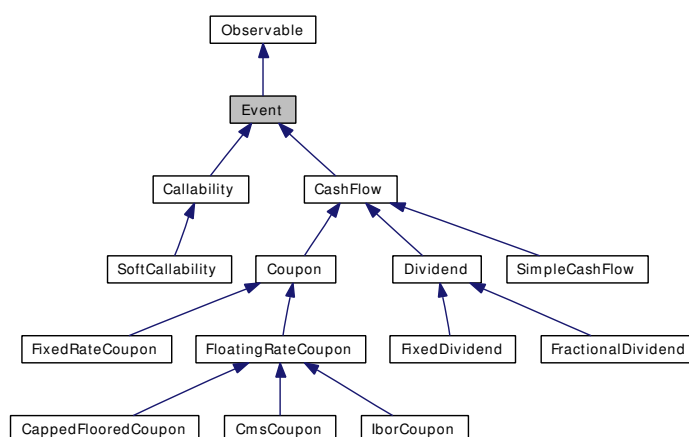 Observable
Event
Callability
CashFlow
SoftCallability
Coupon
Dividend
SimpleCashFlow
FixedRateCoupon
FloatingRateCoupon
FixedDividend
FractionalDividend
CappedFlooredCoupon
CmsCoupon
IborCoupon